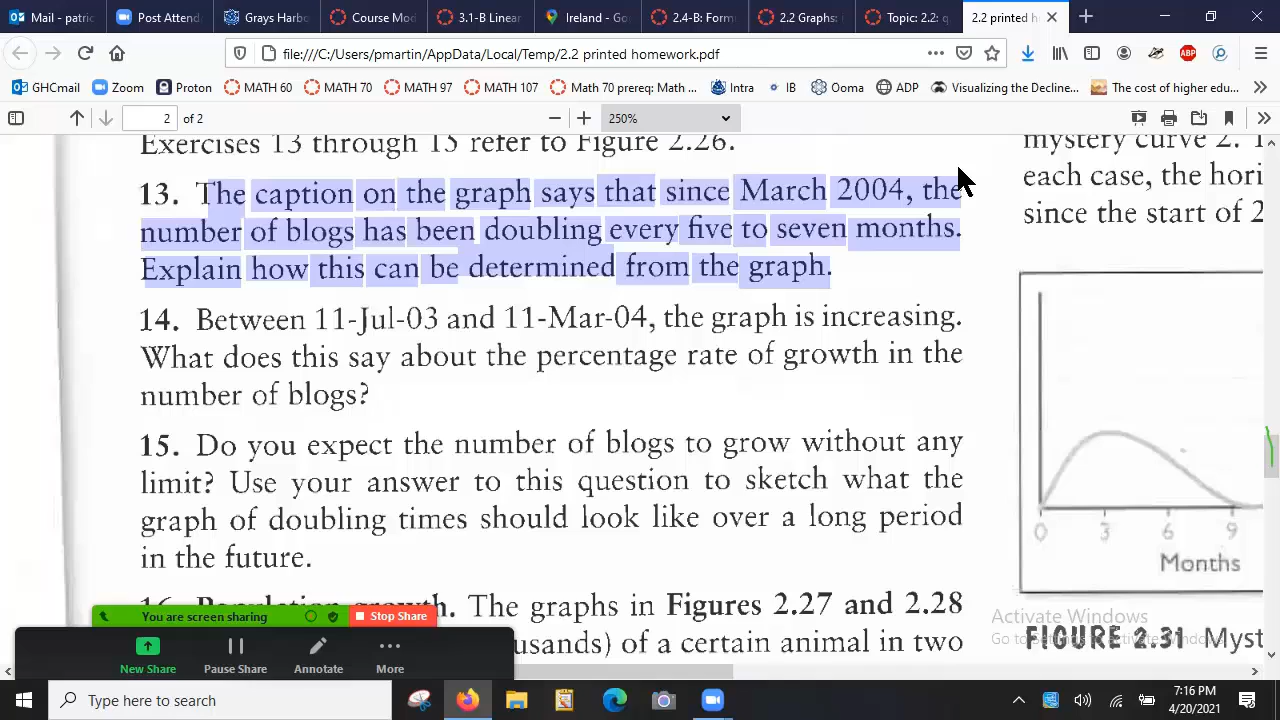 Mail - patric
Post Attend
Grays Harbo
Course Mod
3.1-B Linear
Ireland - Go
2.4-B: Form
2.2 Graphs:
Topic: 2.2: q
2.2 printed h
file:///C:/Users/pmartin/AppData/Local/Temp/2.2 printed homework.pdf
GHCmail
Zoom
Proton
MATH 60
MATH 70
MATH 97
MATH 107
Math 70 prereq: Math ...
Intra
IB
Ooma
ADP
Visualizing the Decline...
The cost of higher edu...
2 of 2
250%
Exercises 13 through 15 refer to Figure 2.26.
13. The caption on the graph says that since March 2004, the
number of blogs has been doubling every five to seven months.
Explain how this can be determined from the graph.
14. Between 11-Jul-03 and 11-Mar-04, the graph is increasing.
What does this say about the percentage rate of growth in the
number of blogs?
15. Do you expect the number of blogs to grow without any
limit? Use your answer to this question to sketch what the
graph of doubling times should look like over a long period
in the future.
16. Population growth. The graphs in Figures 2.27 and 2.28
usands) of a certain animal in two
mystery curve 2. 1
each case, the hori
since the start of 2
0 3 6 9
Months
FIGURE 2.31 Myst
Activate Windows
You are screen sharing
Stop Share
New Share
Pause Share
Annotate
More
Type here to search
7:16 PM
4/20/2021